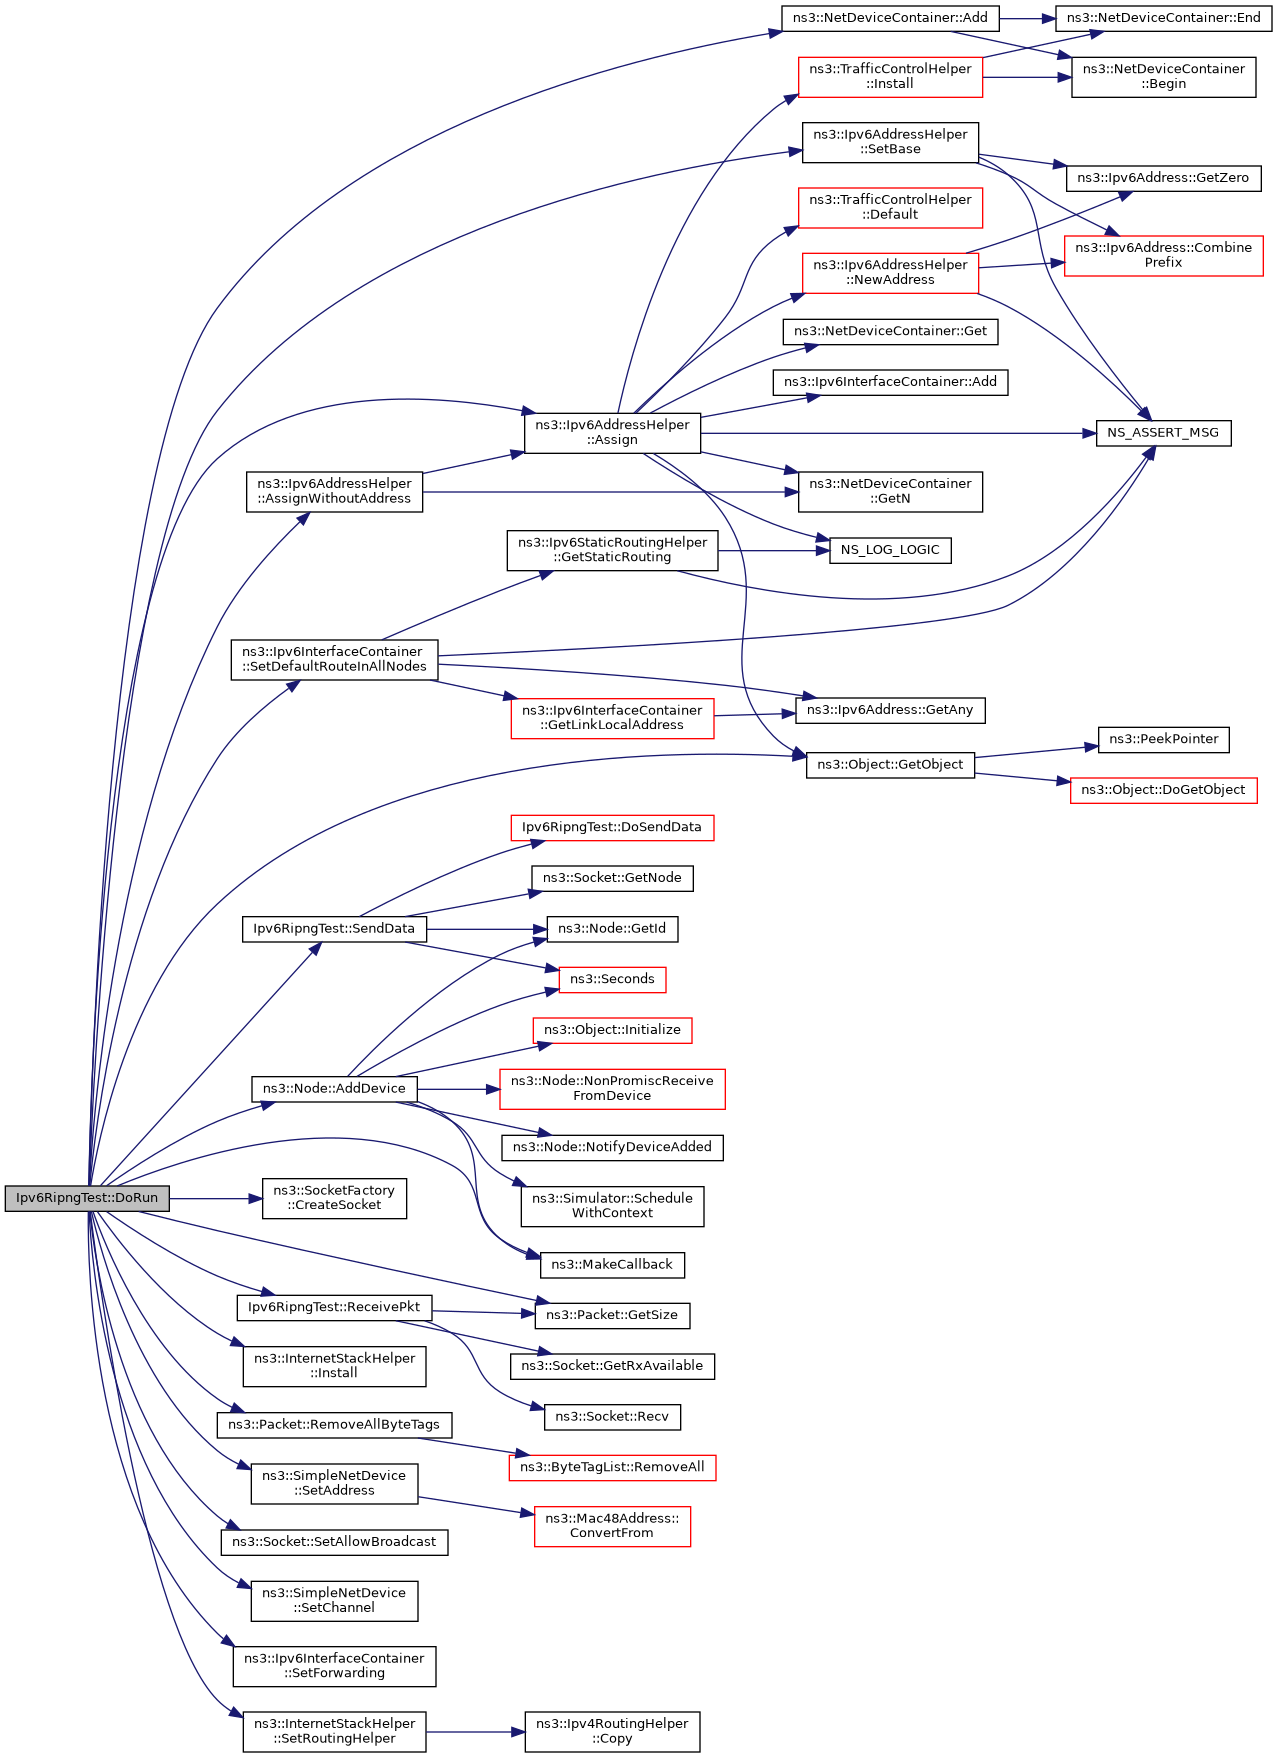 ns3::NetDeviceContainer::Add
ns3::NetDeviceContainer::End
ns3::TrafficControlHelper
::Install
ns3::NetDeviceContainer
::Begin
ns3::Ipv6AddressHelper
::SetBase
ns3::Ipv6Address::GetZero
ns3::TrafficControlHelper
::Default
ns3::Ipv6Address::Combine
Prefix
ns3::Ipv6AddressHelper
::NewAddress
ns3::NetDeviceContainer::Get
ns3::Ipv6InterfaceContainer::Add
ns3::Ipv6AddressHelper
::Assign
NS_ASSERT_MSG
ns3::Ipv6AddressHelper
::AssignWithoutAddress
ns3::NetDeviceContainer
::GetN
ns3::Ipv6StaticRoutingHelper
::GetStaticRouting
NS_LOG_LOGIC
ns3::Ipv6InterfaceContainer
::SetDefaultRouteInAllNodes
ns3::Ipv6InterfaceContainer
::GetLinkLocalAddress
ns3::Ipv6Address::GetAny
ns3::PeekPointer
ns3::Object::GetObject
ns3::Object::DoGetObject
Ipv6RipngTest::DoSendData
ns3::Socket::GetNode
Ipv6RipngTest::SendData
ns3::Node::GetId
ns3::Seconds
ns3::Object::Initialize
ns3::Node::AddDevice
ns3::Node::NonPromiscReceive
FromDevice
ns3::Node::NotifyDeviceAdded
Ipv6RipngTest::DoRun
ns3::SocketFactory
::CreateSocket
ns3::Simulator::Schedule
WithContext
ns3::MakeCallback
Ipv6RipngTest::ReceivePkt
ns3::Packet::GetSize
ns3::InternetStackHelper
::Install
ns3::Socket::GetRxAvailable
ns3::Socket::Recv
ns3::Packet::RemoveAllByteTags
ns3::ByteTagList::RemoveAll
ns3::SimpleNetDevice
::SetAddress
ns3::Mac48Address::
ConvertFrom
ns3::Socket::SetAllowBroadcast
ns3::SimpleNetDevice
::SetChannel
ns3::Ipv6InterfaceContainer
::SetForwarding
ns3::InternetStackHelper
::SetRoutingHelper
ns3::Ipv4RoutingHelper
::Copy